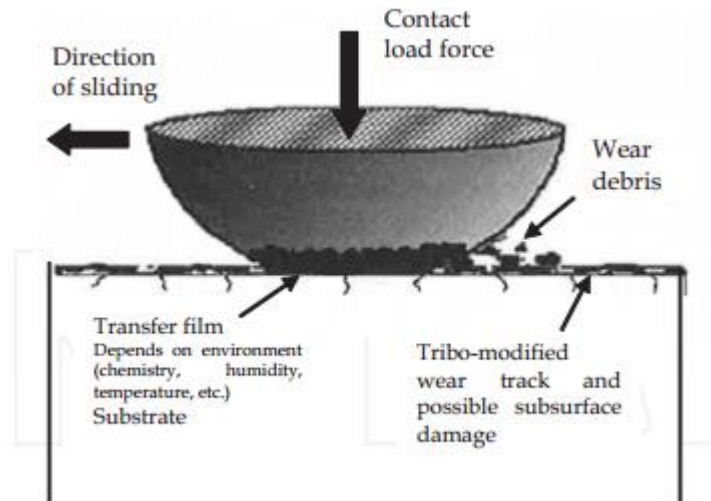 Contact
load force
Direction
of sliding
Wear
debris
Transfer film
Depends on environment
(chemistry, humidity,
temperature, etc.)
Substrate
Tribo-modified
wear track and
possible subsurface
damage